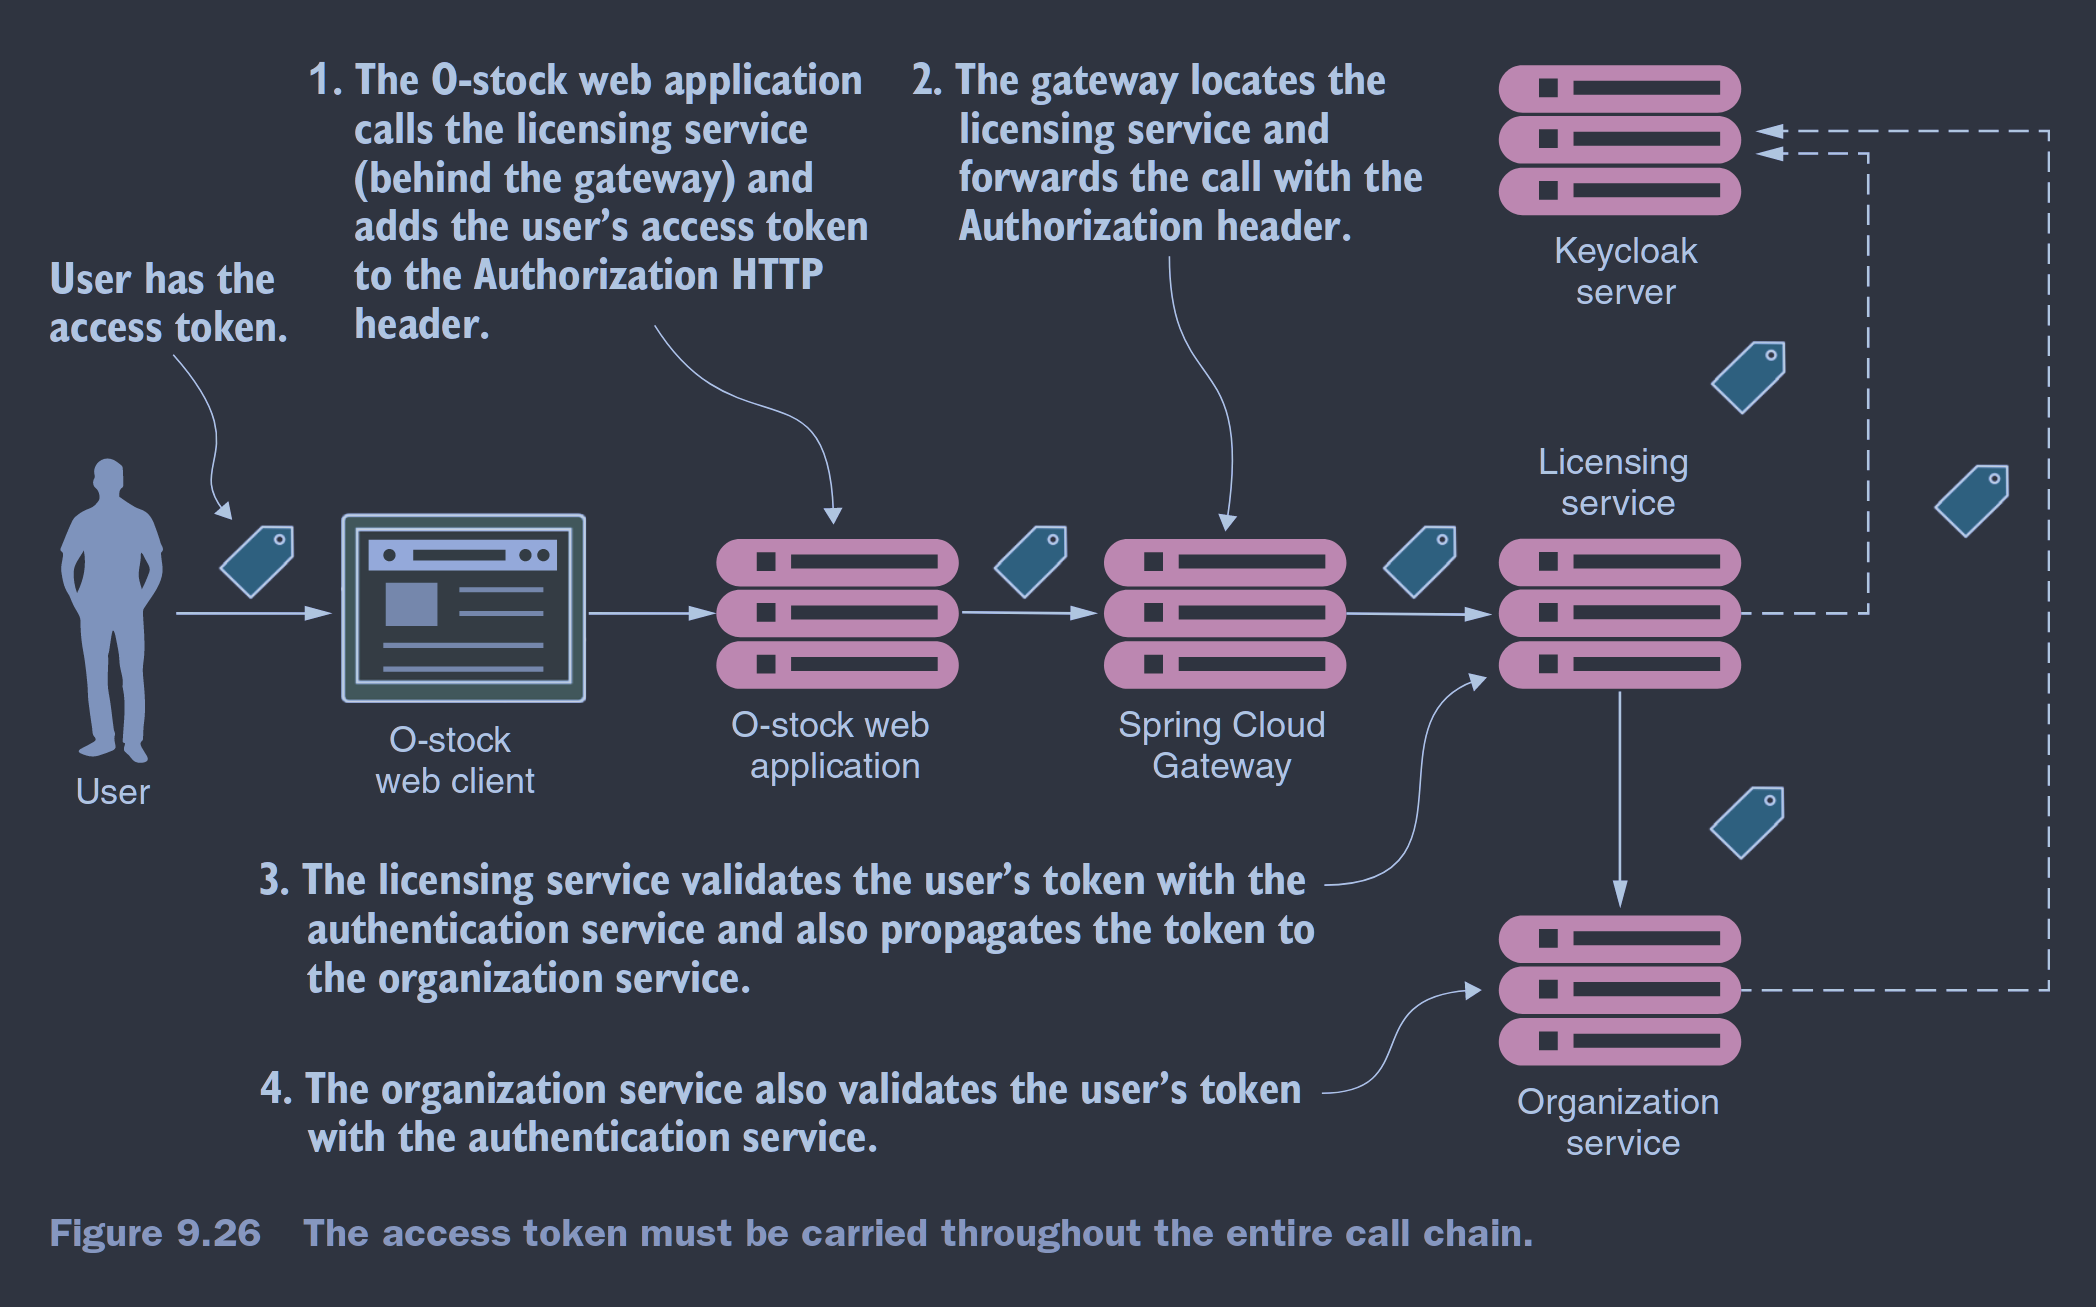 1. The O-stock web application
calls the licensing service
(behind the gateway) and
adds the user's access token
to the Authorization HTTP
header.
2. The gateway locates the
licensing service and
forwards the call with the
Authorization header.
Keycloak
server
User has the
access token.
Licensing
service
User
O-stock
web client
O-stock web
application
Spring Cloud
Gateway
3. The licensing service validates the user's token with the
authentication service and also propagates the token to
the organization service.
4. The organization service also validates the user's token
with the authentication service.
Organization
service
Figure 9.26 The access token must be carried throughout the entire call chain.